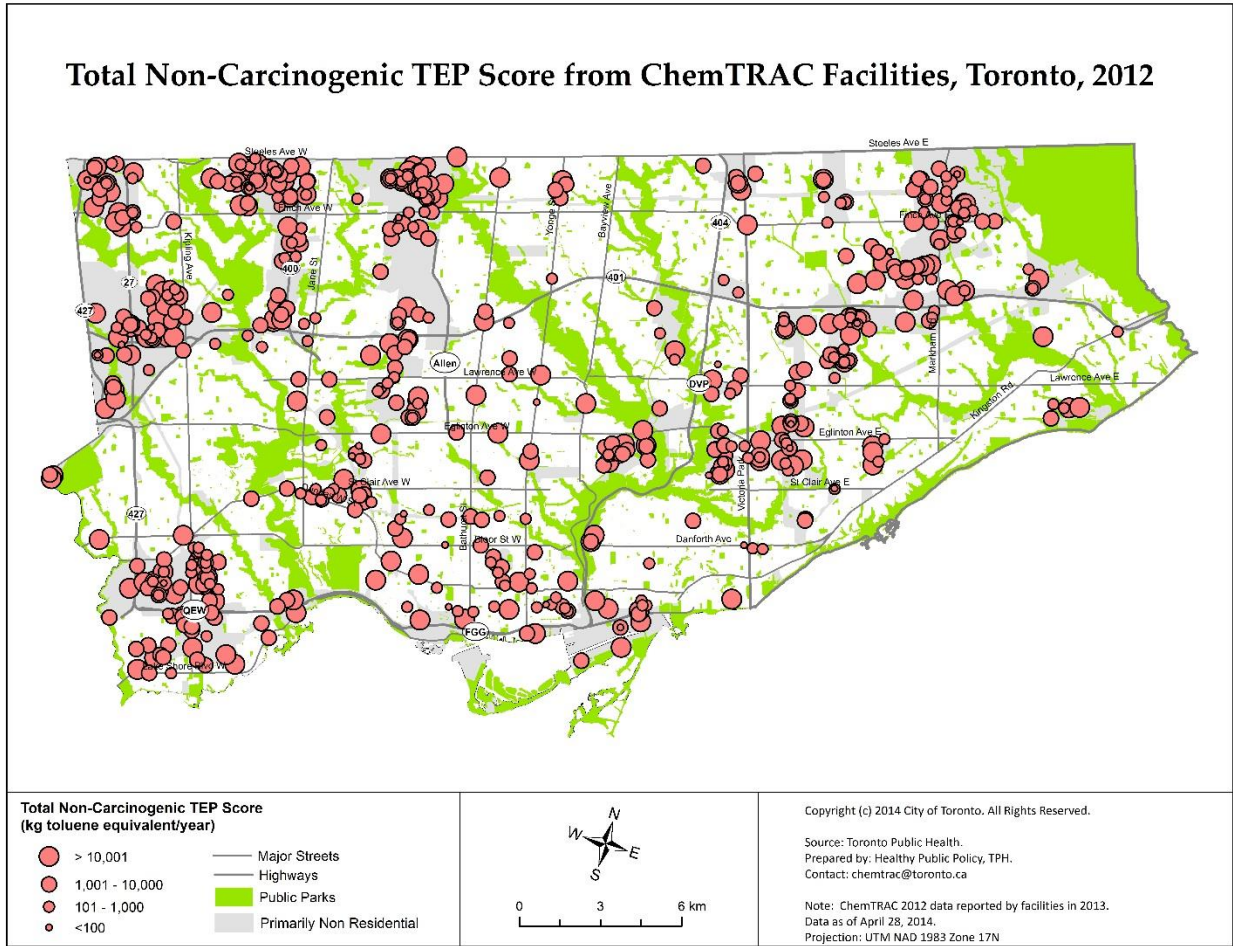 Total Non-Carcinogenic TEP Score from ChemTRAC Facilities, Toronto, 2012
Steeles Ave E
Steeles Ave W
Finch Ave W
Finch Ave
Kipling Ave
Jane St
Yonge S
Bayview Ave
404
400
401
27
427
Allen
Lawrence Ave W
DVP
Markham Rd
Kingston Rd
Lawrence Ave E
Eglinton Ave W
Eglinton Ave E
St Clair Ave W
Victoria Park
St Clair Ave E
427
Bathurst St
Bloor St W
Danforth Ave
QEW
FGG
Lake Shore Blvd W
Total Non-Carcinogenic TEP Score
(kg toluene equivalent/year)
> 10,001
1,001 - 10,000
101 - 1,000
<100
Major Streets
Highways
Public Parks
Primarily Non Residential
N
W
E
S
0 3 6 km
Copyright (c) 2014 City of Toronto. All Rights Reserved.
Source: Toronto Public Health.
Prepared by: Healthy Public Policy, TPH.
Contact: chemtrac@toronto.ca
Note: ChemTRAC 2012 data reported by facilities in 2013.
Data as of April 28, 2014.
Projection: UTM NAD 1983 Zone 17N